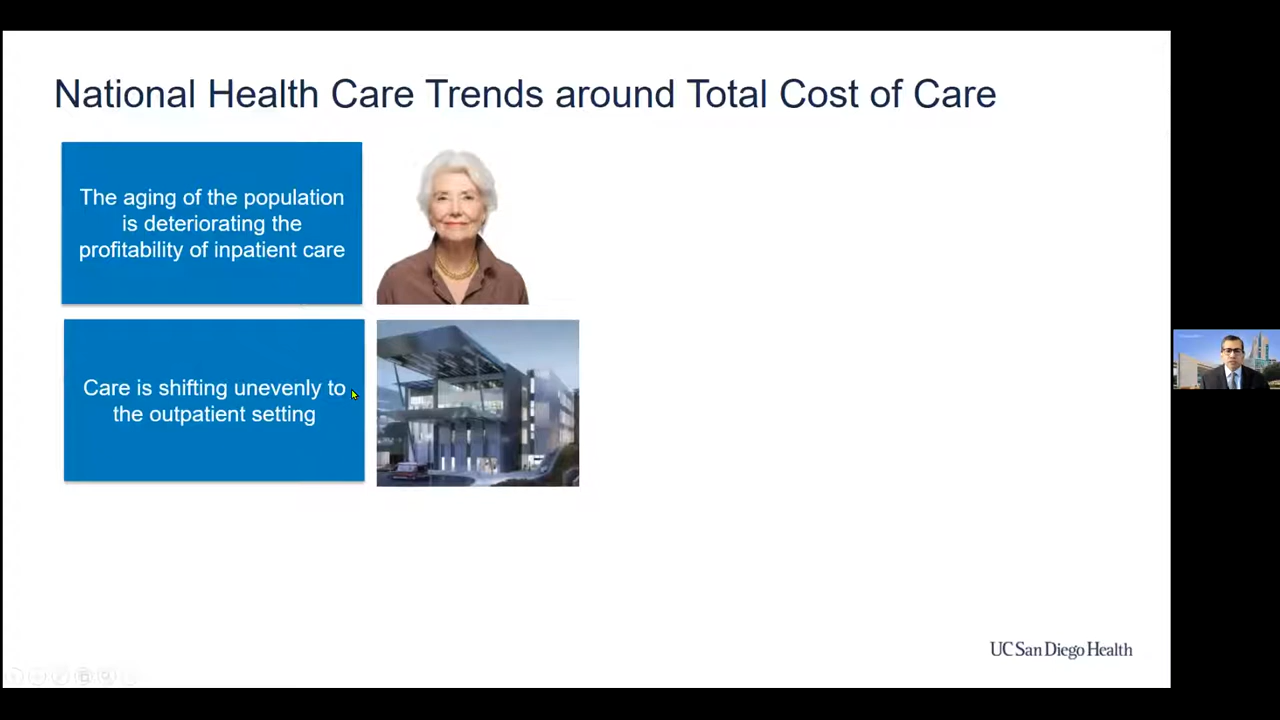 National Health Care Trends around Total Cost of Care
The aging of the population
is deteriorating the
profitability of inpatient care
Care is shifting unevenly to
the outpatient setting
UC San Diego Health